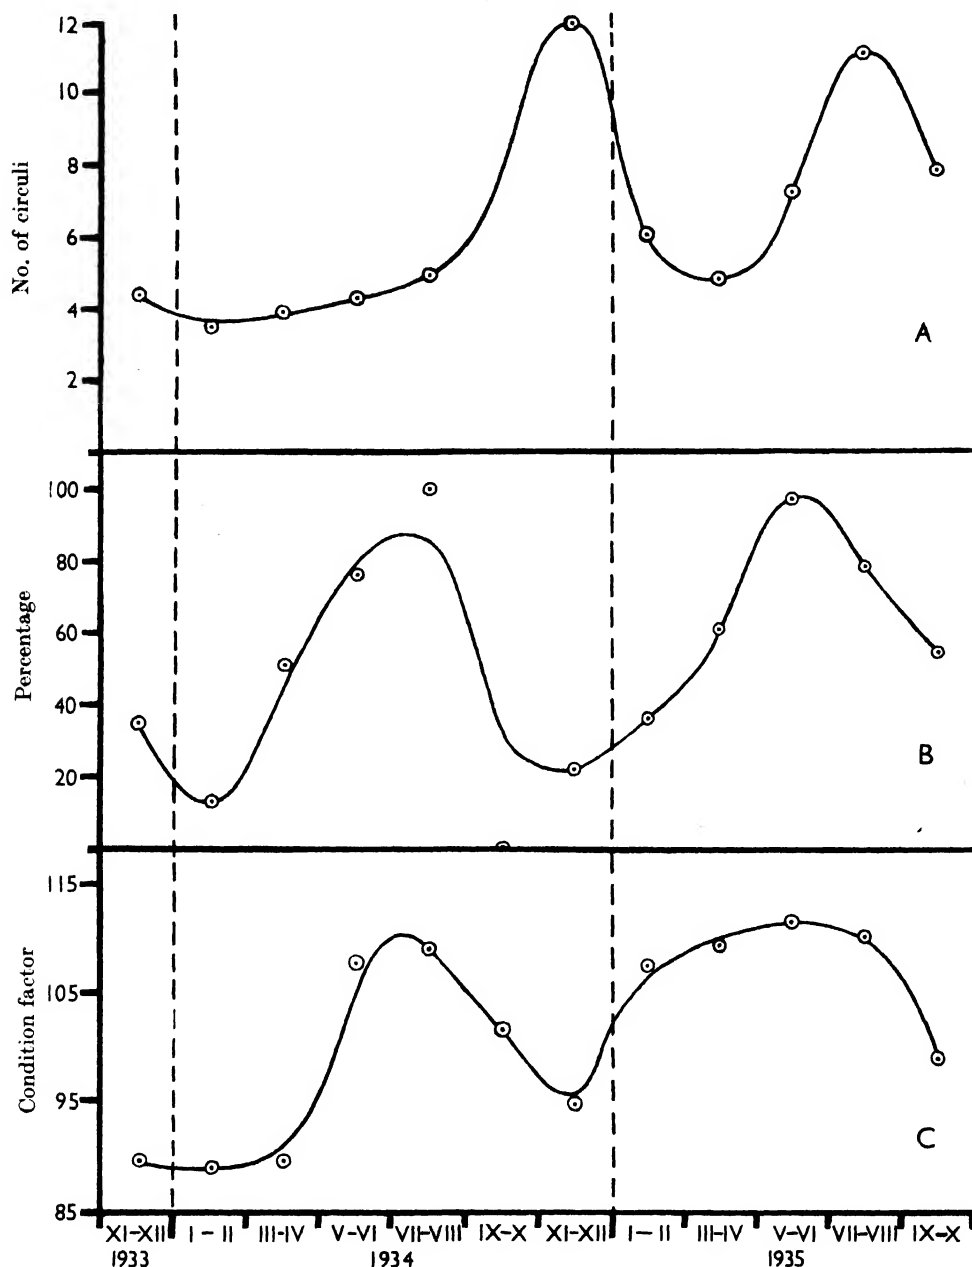 12
10
8
6
4
2
No. of circuli
A
100
80
60
40
20
Percentage
B
115
105
95
85
Condition factor
C
XI-XII I - II III-IV V-VI VII-VIII IX-X XI-XII I - II III-IV V-VI VII-VIII IX-X
1933 1934 1935